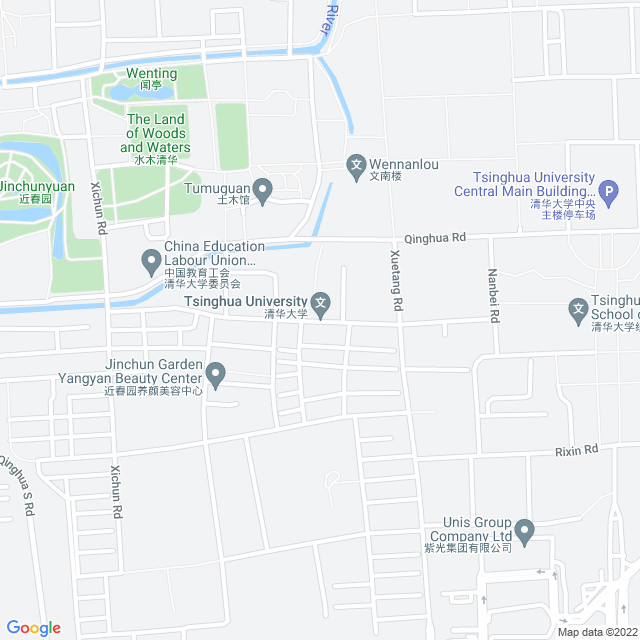 River
Wenting
闻亭
The Land
of Woods
and Waters
水木清华
Wennanlou
文南楼
Tsinghua University
Central Main Building...
清华大学中央
主楼停车场
Jinchunyuan
近春园
Tumuguan
土木馆
Xichun Rd
China Education
Labour Union...
中国教育工会
清华大学委员会
Qinghua Rd
Xuetang Rd
Nanbei Rd
Tsinghua University
清华大学
Tsinghu
School o
清华大学经
Jinchun Garden
Yangyan Beauty Center
近春园养颜美容中心
Rixin Rd
Qinghua S Rd
Xichun Rd
Unis Group
Company Ltd
紫光集团有限公司
Google
Map data ©2022